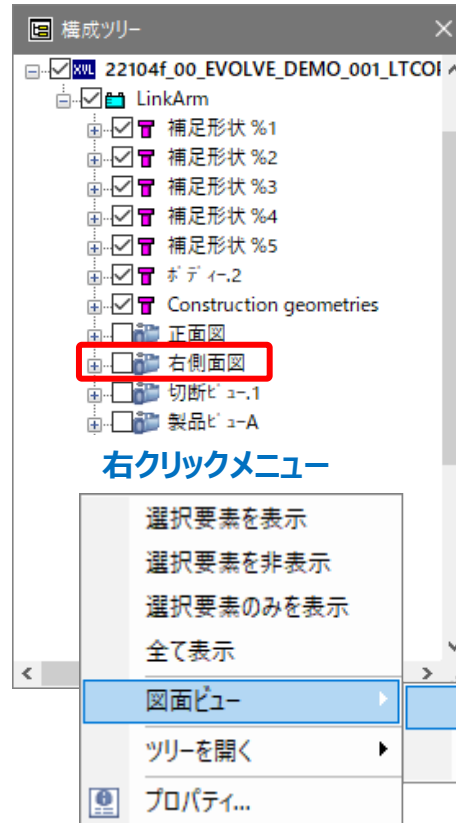 構成ツリー
XVL 22104f_00_EVOLVE_DEMO_001_LTCO
LinkArm
補足形状 %1
補足形状 %2
補足形状 %3
補足形状 %4
補足形状 %5
ﾎﾞﾃﾞｨｰ.2
Construction geometries
正面図
右側面図
切断ﾋﾞｭｰ.1
製品ﾋﾞｭｰA
右クリックメニュー
選択要素を表示
選択要素を非表示
選択要素のみを表示
全て表示
図面ﾋﾞｭｰ
ツリーを開く
プロパティ...